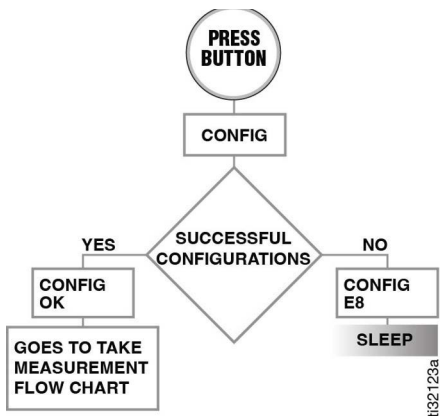 PRESS
BUTTON
CONFIG
SUCCESSFUL
CONFIGURATIONS
YES
NO
CONFIG
OK
CONFIG
E8
GOES TO TAKE
MEASUREMENT
FLOW CHART
SLEEP
ti32123a